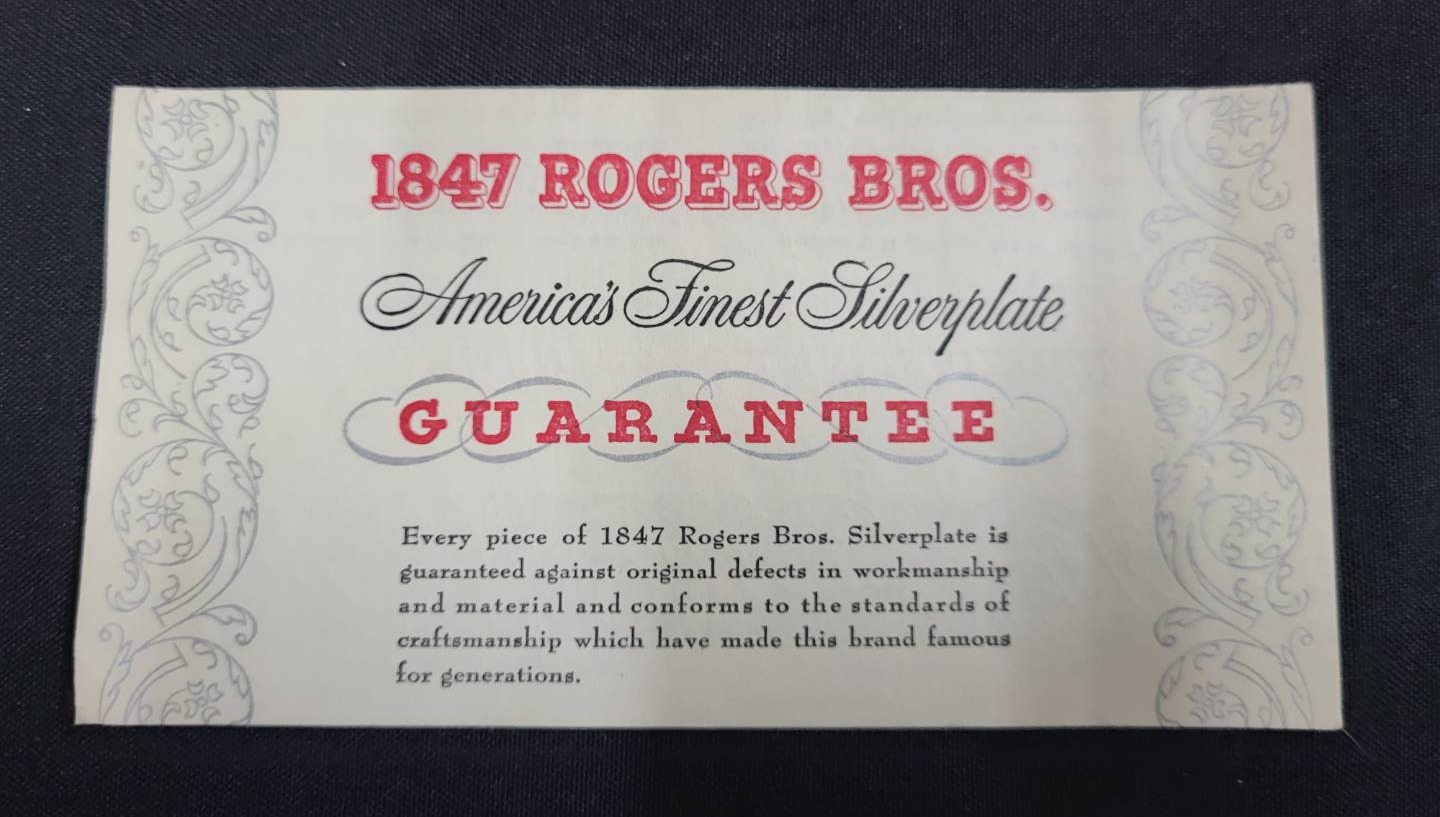 1847 ROGERS BROS.
America's Finest Silverplate
GUARANTEE
Every piece of 1847 Rogers Bros. Silverplate is
guaranteed against original defects in workmanship
and material and conforms to the standards of
craftsmanship which have made this brand famous
for generations.